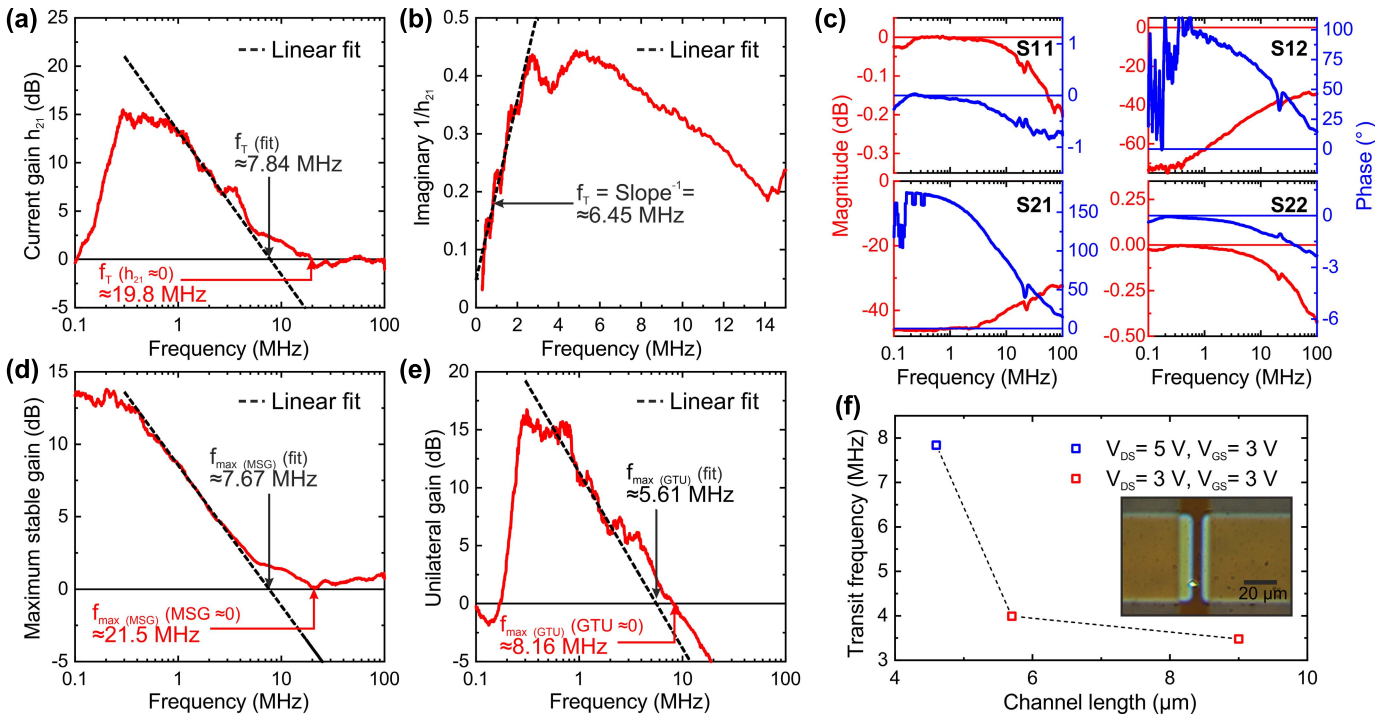 (a)
Linear fit
25
20
15
10
5
0
-5
Current gain h21 (dB)
fT (fit)
≈7.84 MHz
fT (h21 ≈0)
≈19.8 MHz
0.1
1
10
100
Frequency (MHz)
(b)
Linear fit
0.5
0.4
0.3
0.2
0.1
0
Imaginary 1/h21
fT = Slope-1=
≈6.45 MHz
0
2
4
6
8
10
12
14
Frequency (MHz)
(c)
S11
0
-0.1
-0.2
-0.3
1
0
-1
S12
0
-20
-40
-60
100
75
50
25
0
S21
0
-20
-40
175
150
125
100
75
50
25
0
S22
0.25
0.00
-0.25
-0.50
0
-3
-6
Magnitude (dB)
Phase (°)
0.1
1
10
100
Frequency (MHz)
0.1
1
10
100
Frequency (MHz)
(d)
Linear fit
15
10
5
0
-5
Maximum stable gain (dB)
fmax (MSG) (fit)
≈7.67 MHz
fmax (MSG) (MSG ≈0)
≈21.5 MHz
0.1
1
10
100
Frequency (MHz)
(e)
Linear fit
20
15
10
5
0
-5
Unilateral gain (dB)
fmax (GTU) (fit)
≈5.61 MHz
fmax (GTU) (GTU ≈0)
≈8.16 MHz
0.1
1
10
100
Frequency (MHz)
(f)
8
7
6
5
4
3
Transit frequency (MHz)
VDS= 5 V, VGS= 3 V
VDS= 3 V, VGS= 3 V
20 µm
4
6
8
10
Channel length (µm)